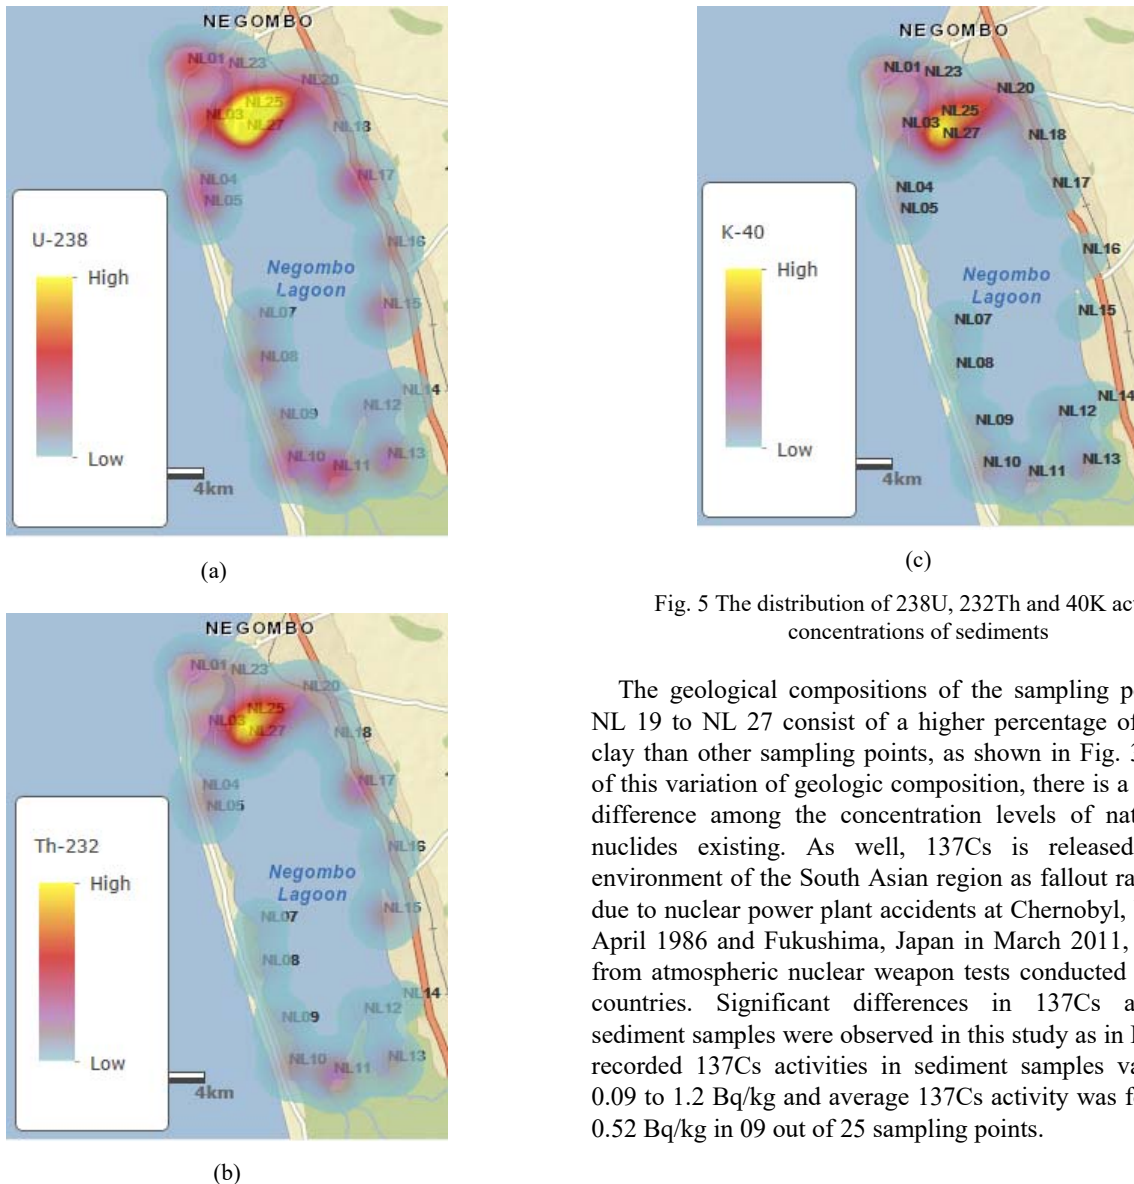 NEGOMBO
NL01
NL23
NL20
NL25
NL03
NL27
NL18
NL04
NL17
NL05
U-238
High
Low
NL16
Negombo
Lagoon
NL15
NL07
NL08
NL14
NL12
NL09
NL10
NL11
NL13
4km
(a)
NEGOMBO
NL01
NL23
NL20
NL25
NL03
NL27
NL18
NL04
NL17
NL05
Th-232
High
Low
NL16
Negombo
Lagoon
NL15
NL07
NL08
NL14
NL12
NL09
NL10
NL11
NL13
4km
(b)
NEGOMBO
NL01
NL23
NL20
NL25
NL03
NL27
NL18
NL04
NL17
NL05
K-40
High
Low
NL16
Negombo
Lagoon
NL15
NL07
NL08
NL14
NL12
NL09
NL10
NL11
NL13
4km
(c)
Fig. 5 The distribution of 238U, 232Th and 40K
concentrations of sediments
The geological compositions of the sampling
NL 19 to NL 27 consist of a higher percentage of
clay than other sampling points, as shown in Fig.
of this variation of geologic composition, there is a
difference among the concentration levels of
nuclides existing. As well, 137Cs is released
environment of the South Asian region as fallout
due to nuclear power plant accidents at Chernobyl,
April 1986 and Fukushima, Japan in March 2011,
from atmospheric nuclear weapon tests conducted
countries. Significant differences in 137Cs
sediment samples were observed in this study as in
recorded 137Cs activities in sediment samples
0.09 to 1.2 Bq/kg and average 137Cs activity was
0.52 Bq/kg in 09 out of 25 sampling points.